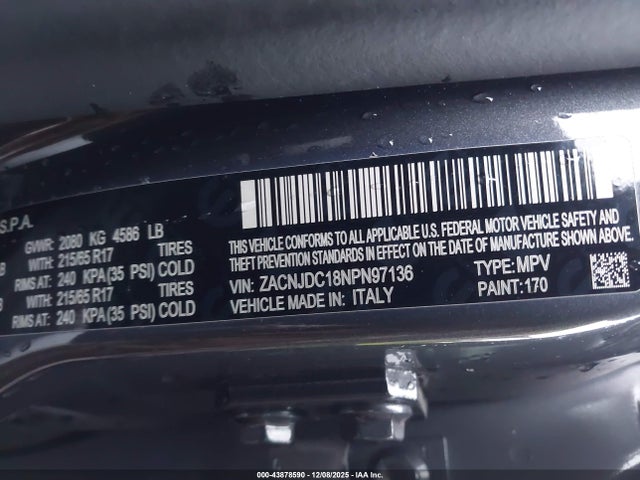 S.P.A.
GVWR: 2080 KG 4586 LB
WITH: 215/65 R17 TIRES
RIMS AT: 240 KPA(35 PSI) COLD
WITH: 215/65 R17 TIRES
RIMS AT: 240 KPA(35 PSI) COLD
THIS VEHICLE CONFORMS TO ALL APPLICABLE U.S. FEDERAL MOTOR VEHICLE SAFETY AND
THEFT PREVENTION STANDARDS IN EFFECT ON THE DATE OF MANUFACTURE SHOWN ABOVE.
VIN: ZACNJDC18NPN97136 TYPE: MPV
VEHICLE MADE IN: ITALY PAINT: 170
000-43878590 - 12/08/2025 - IAA Inc.